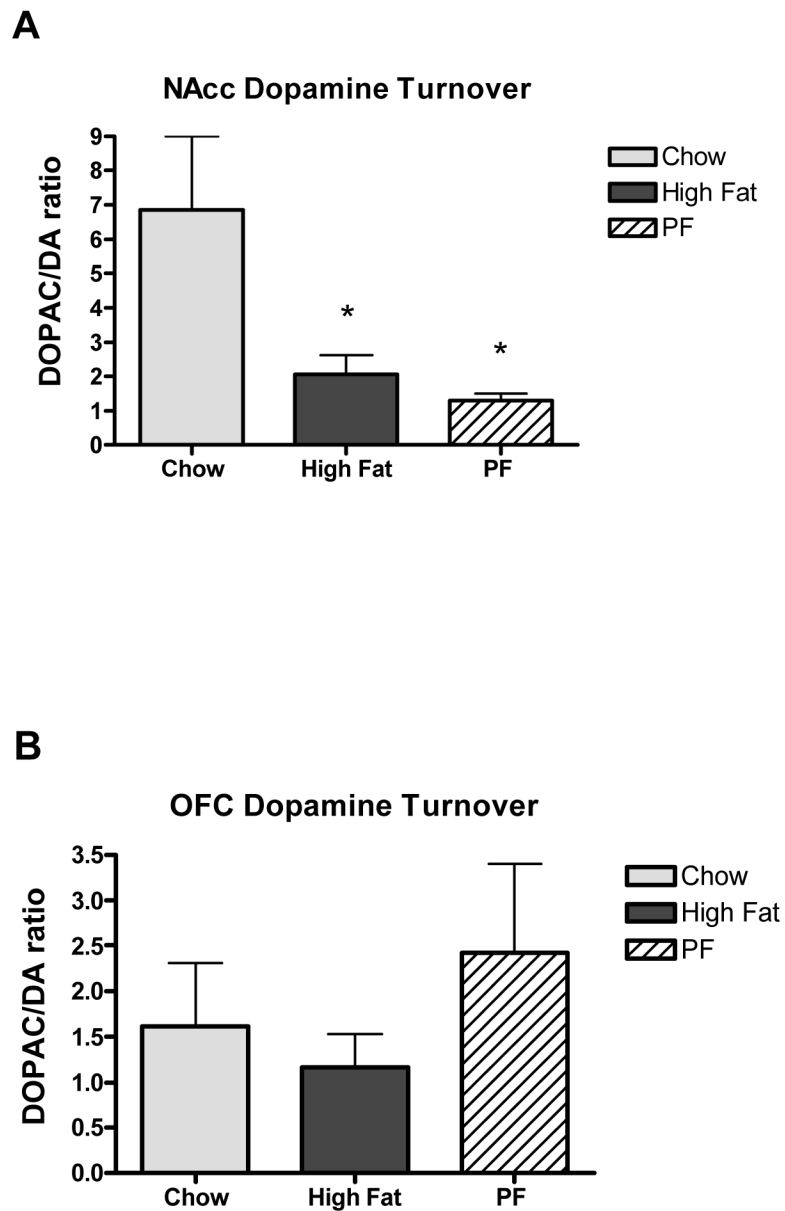 A
NAcc Dopamine Turnover
DOPAC/DA ratio
9
8
7
6
5
4
3
2
1
0
*
*
Chow
High Fat
PF
Chow
High Fat
PF
B
OFC Dopamine Turnover
DOPAC/DA ratio
3.5
3.0
2.5
2.0
1.5
1.0
0.5
0.0
Chow
High Fat
PF
Chow
High Fat
PF